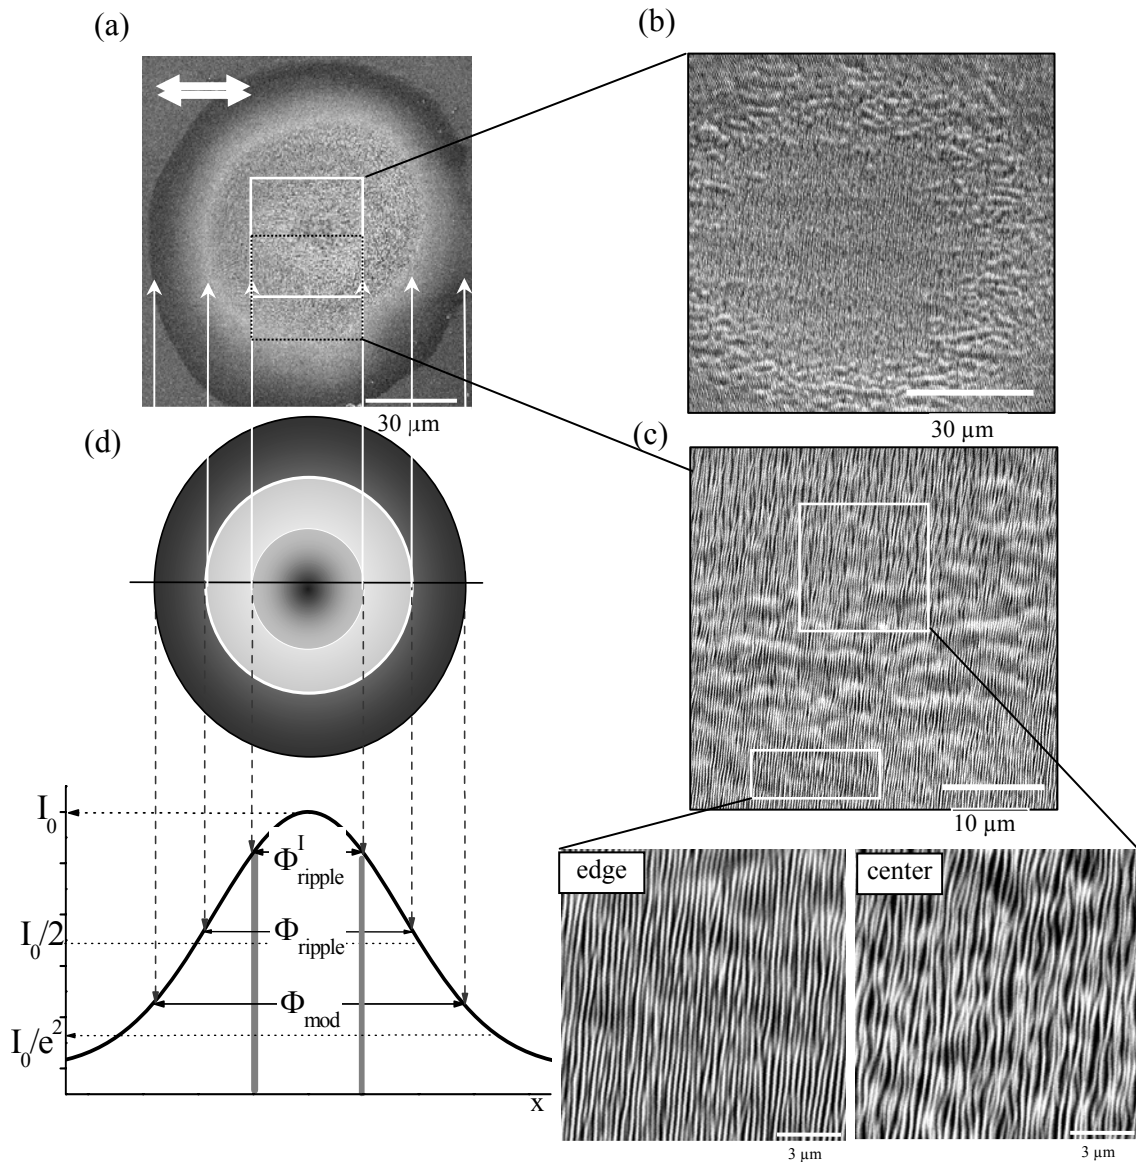 (a)
(b)
30 µm
30 µm
(c)
(d)
10 µm
I₀
Φᴵripple
I₀/2
Φripple
Φmod
I₀/e²
x
edge
center
3 µm
3 µm